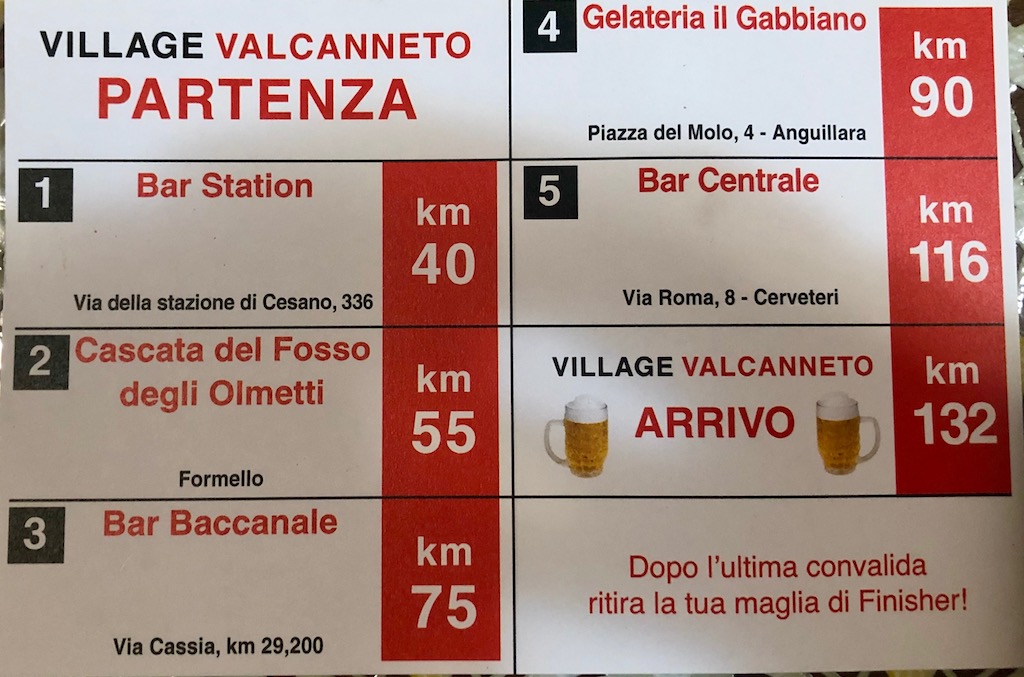 VILLAGE VALCANNETO
PARTENZA
1
Bar Station
km
40
Via della stazione di Cesano, 336
2
Cascata del Fosso
degli Olmetti
km
55
Formello
3
Bar Baccanale
km
75
Via Cassia, km 29,200
4
Gelateria il Gabbiano
km
90
Piazza del Molo, 4 - Anguillara
5
Bar Centrale
km
116
Via Roma, 8 - Cerveteri
VILLAGE VALCANNETO
ARRIVO
km
132
Dopo l'ultima convalida
ritira la tua maglia di Finisher!